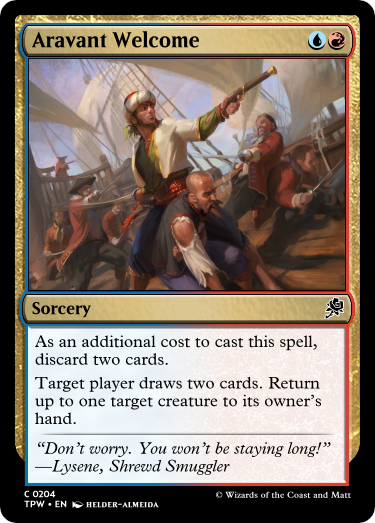 Aravant Welcome
Sorcery
As an additional cost to cast this spell,
discard two cards.
Target player draws two cards. Return
up to one target creature to its owner's
hand.
“Don't worry. You won't be staying long!”
—Lysene, Shrewd Smuggler
C 0204
TPW • EN HELDER-ALMEIDA
© Wizards of the Coast and Matt